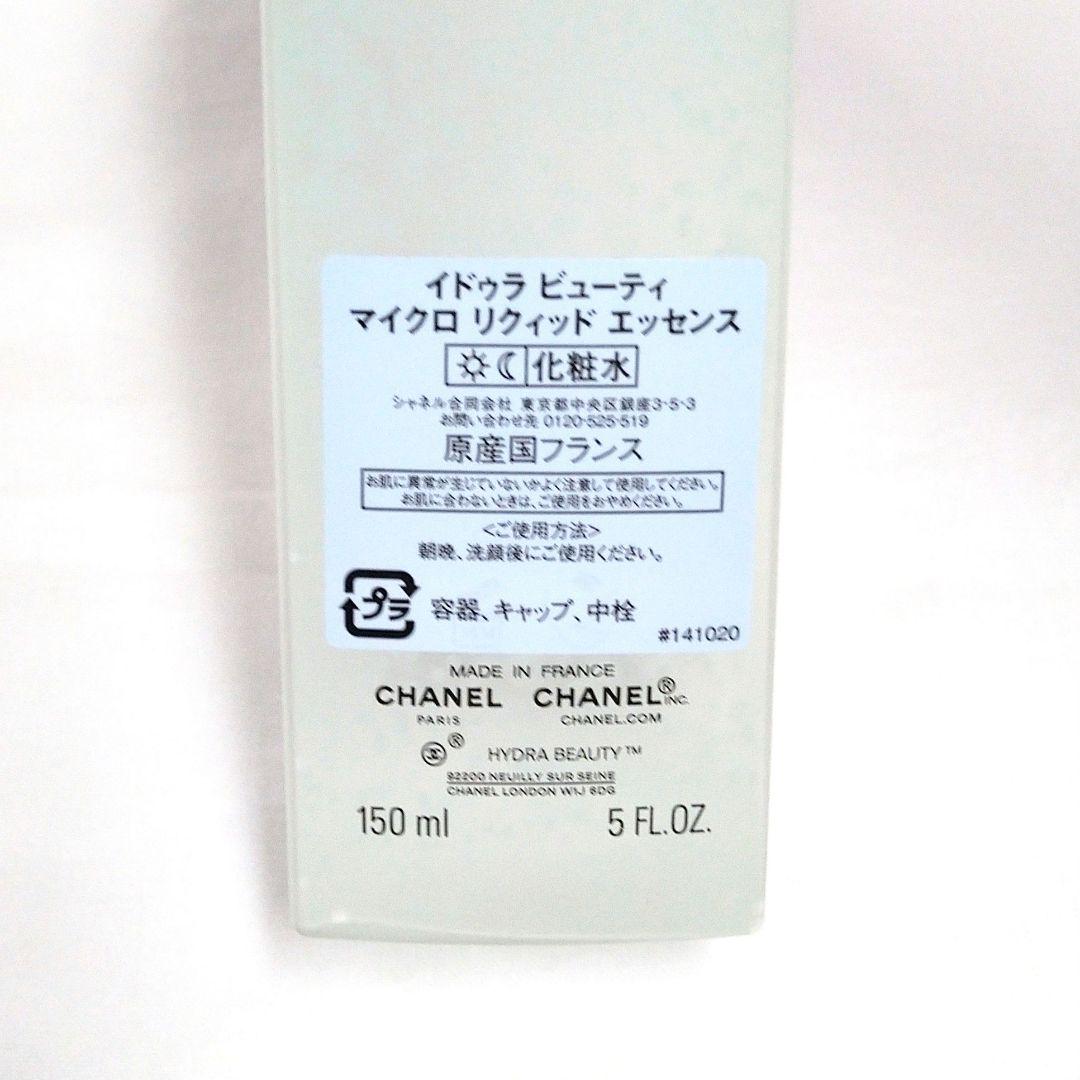 イドゥラ ビューティ
マイクロ リクィッド エッセンス
化粧水
シャネル合同会社 東京都中央区銀座3-5-3
お問い合わせ先 0120-525-519
原産国フランス
お肌に異常が生じていないかよく注意して使用してください。
お肌に合わないときは、ご使用をおやめください。
<ご使用方法>
朝晩、洗顔後にご使用ください。
プラ 容器、キャップ、中栓
#141020
MADE IN FRANCE
CHANEL CHANEL® INC.
PARIS CHANEL.COM
® HYDRA BEAUTY™
92200 NEUILLY SUR SEINE
CHANEL LONDON W1J 6DG
150 ml 5 FL.OZ.